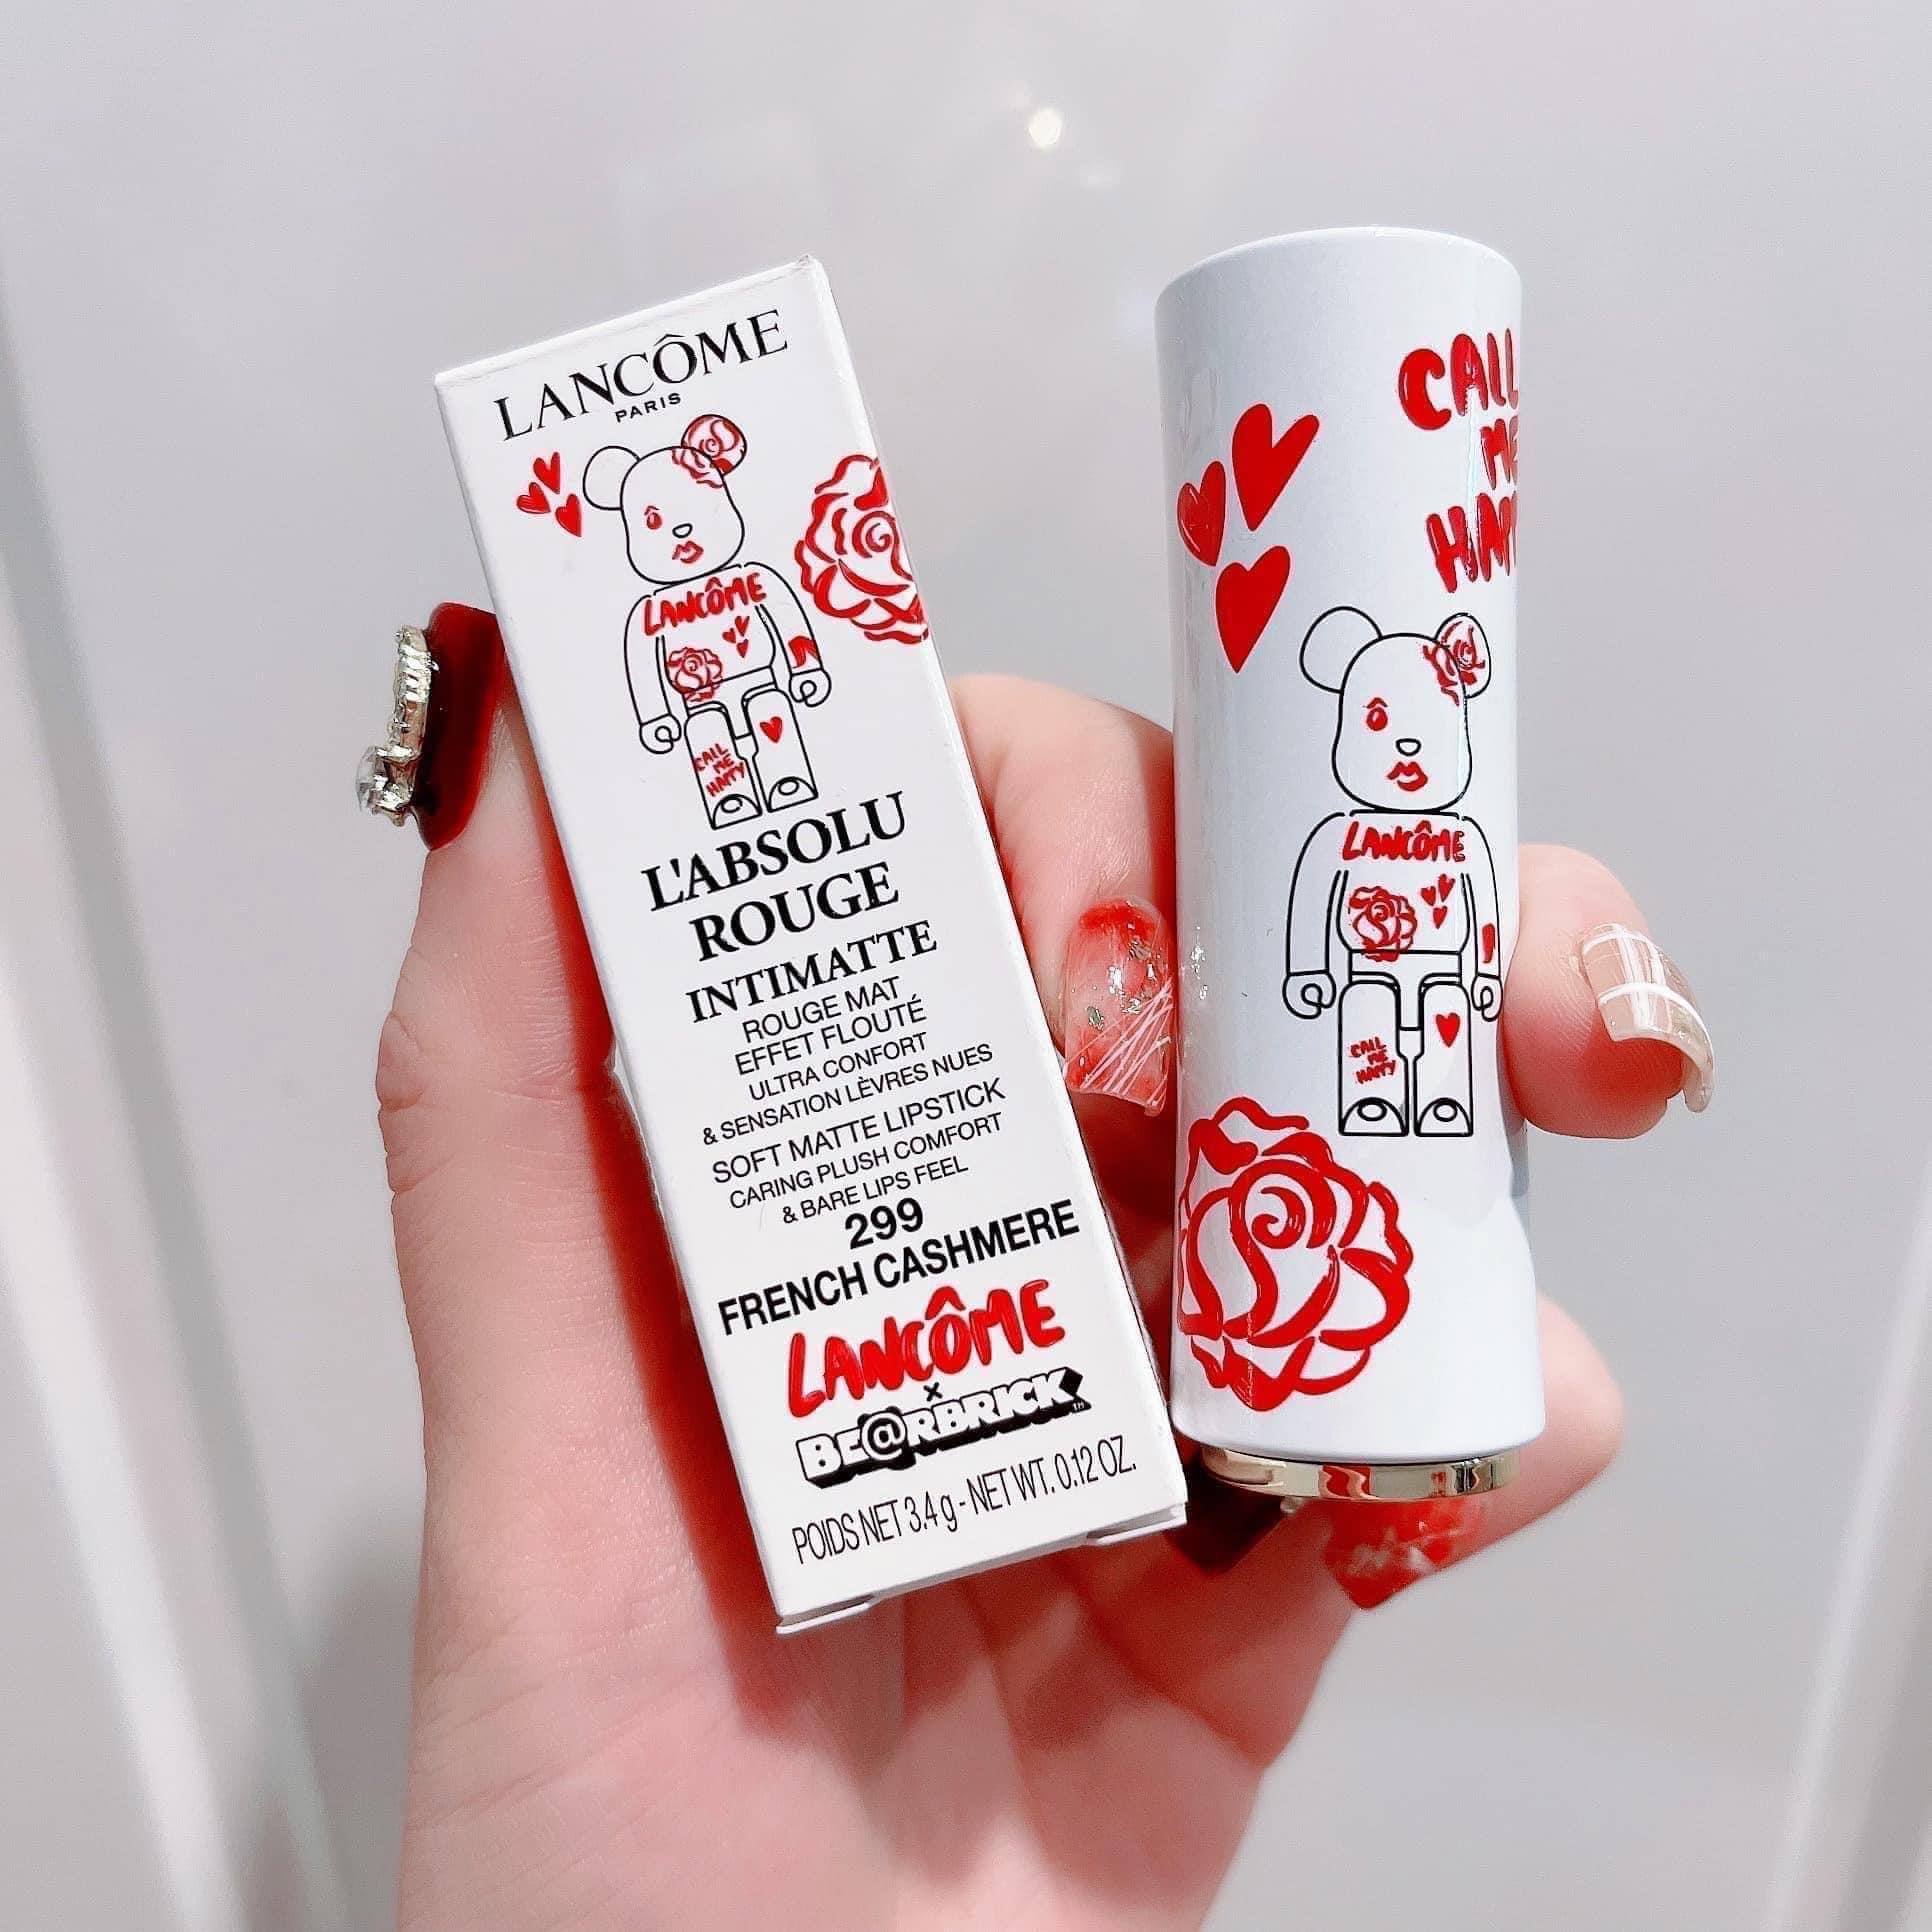 LANCÔME
PARIS
LANCÔME
CALL
ME
HAPPY
L'ABSOLU
ROUGE
INTIMATTE
ROUGE MAT
EFFET FLOUTÉ
ULTRA CONFORT
& SENSATION LÈVRES NUES
SOFT MATTE LIPSTICK
CARING PLUSH COMFORT
& BARE LIPS FEEL
299
FRENCH CASHMERE
LANCÔME
×
BE@RBRICK™
POIDS NET 3.4 g - NET WT. 0.12 OZ.
CALL
ME
HAPPY
LANCÔME
CALL
ME
HAPPY